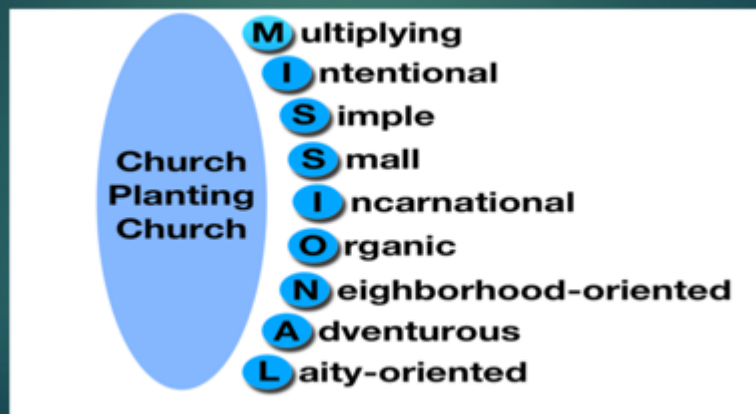 Church
Planting
Church
Multiplying
Intentional
Simple
Small
Incarnational
Organic
Neighborhood-oriented
Adventurous
Laity-oriented